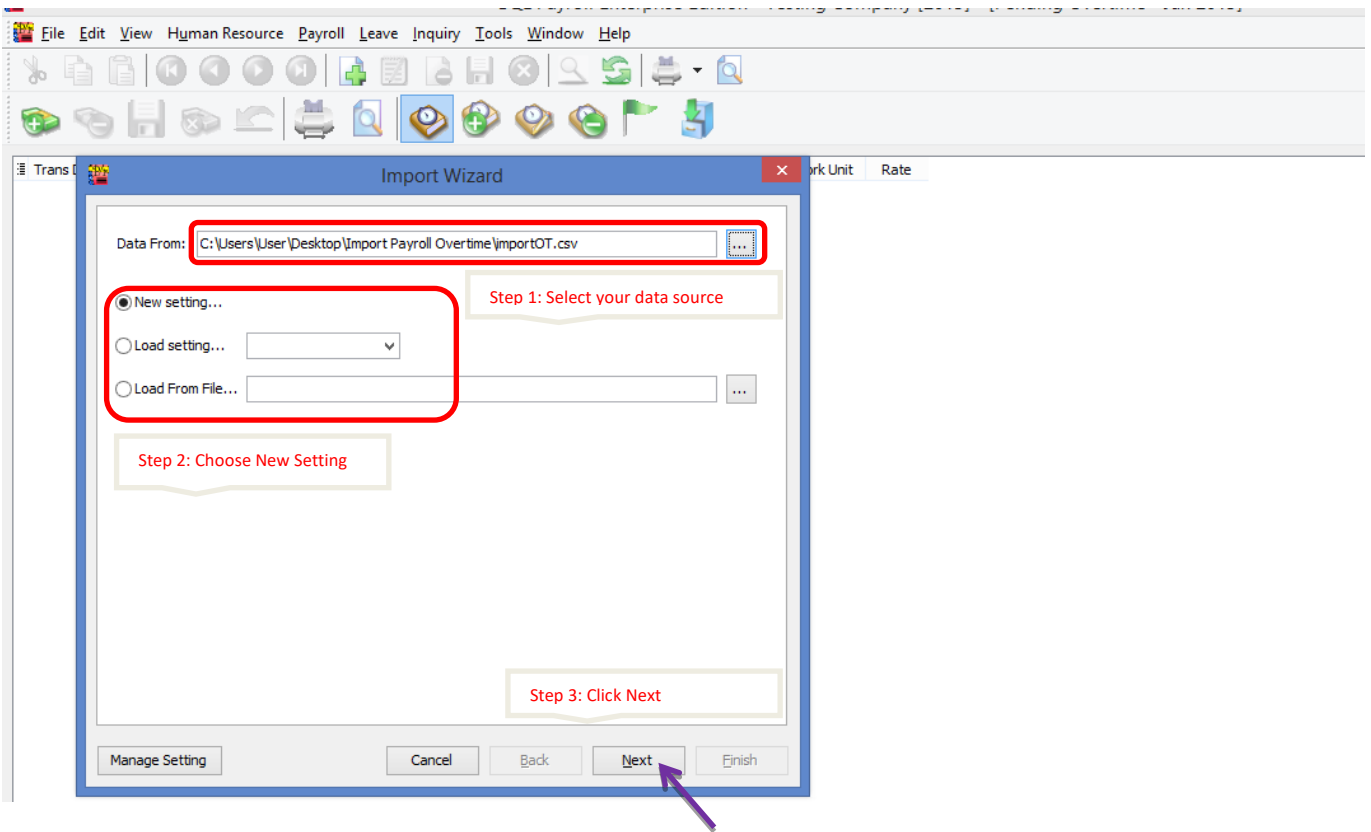 File Edit View Human Resource Payroll Leave Inquiry Tools Window Help
Trans
Import Wizard
Unit Rate
Data From: C:\Users\User\Desktop\Import Payroll Overtime\importOT.csv ...
Step 1: Select your data source
New setting...
Load setting...
Load From File... ...
Step 2: Choose New Setting
Step 3: Click Next
Manage Setting Cancel Back Next Finish